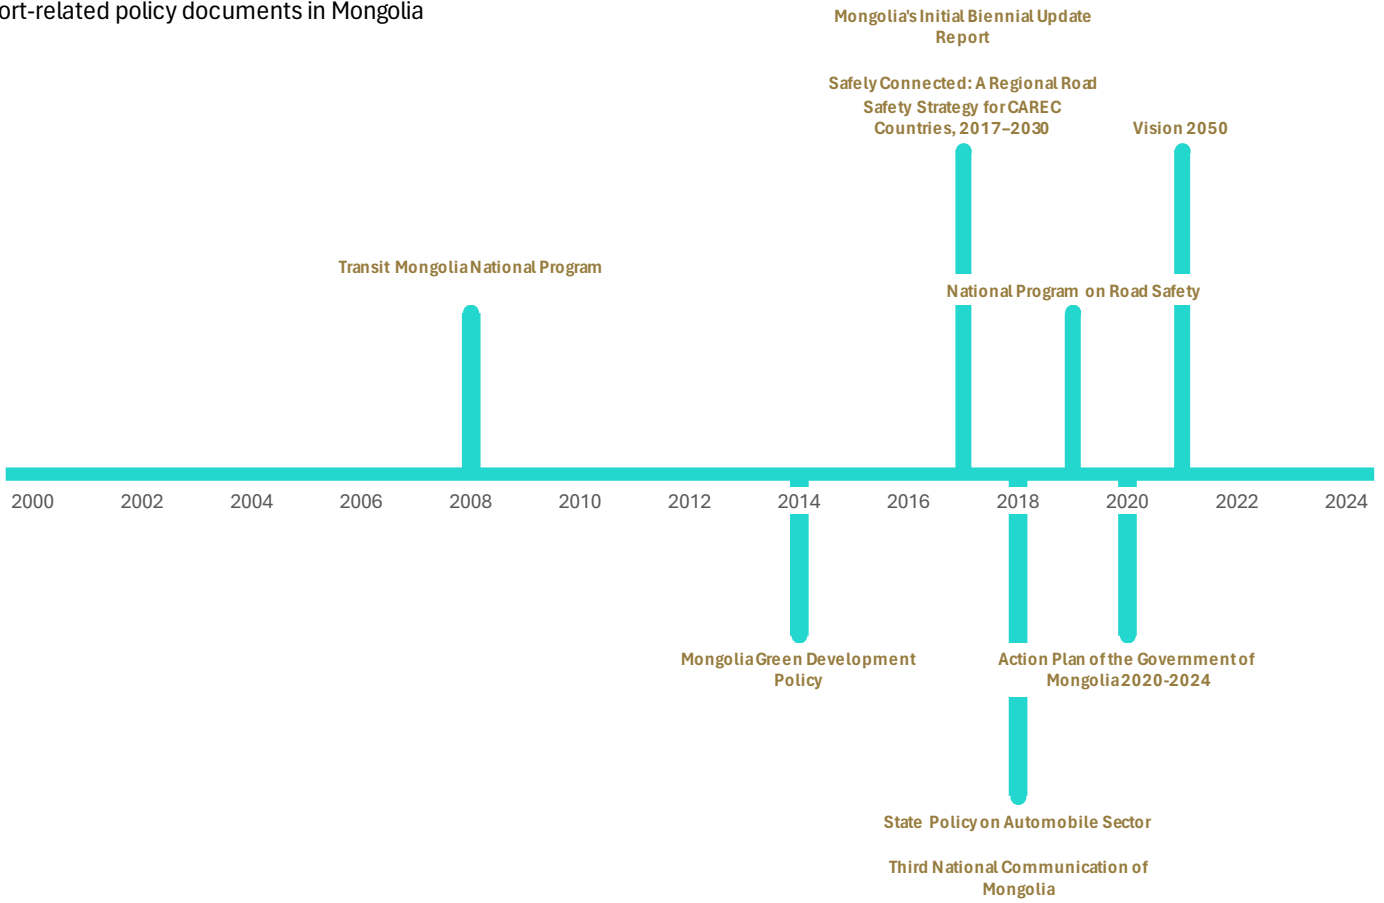 ort-related policy documents in Mongolia
Mongolia's Initial Biennial Update
Report
Safely Connected: A Regional Road
Safety Strategy for CAREC
Countries, 2017–2030
Vision 2050
Transit Mongolia National Program
National Program on Road Safety
2000 2002 2004 2006 2008 2010 2012 2014 2016 2018 2020 2022 2024
Mongolia Green Development
Policy
Action Plan of the Government of
Mongolia 2020-2024
State Policy on Automobile Sector
Third National Communication of
Mongolia